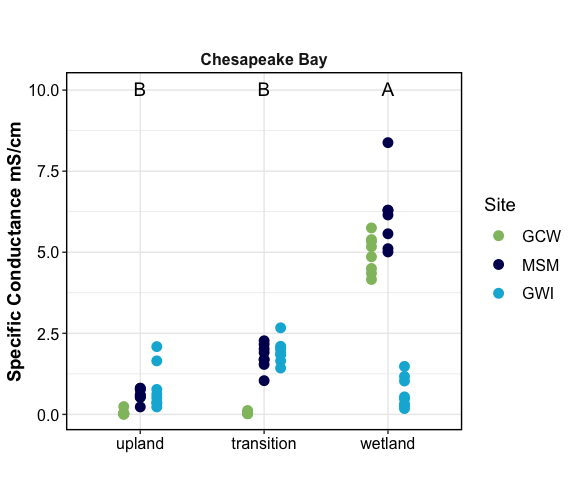 Chesapeake Bay
Specific Conductance mS/cm
10.0
7.5
5.0
2.5
0.0
B B A
upland transition wetland
Site
GCW
MSM
GWI